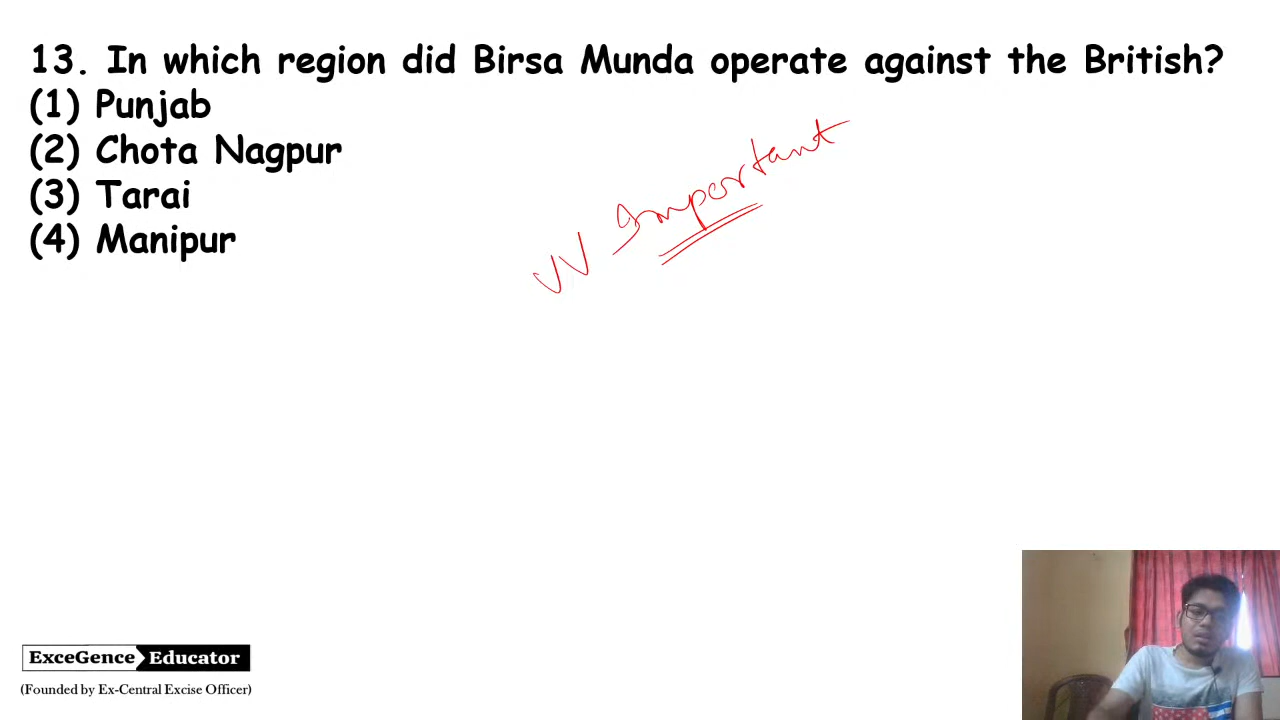 13. In which region did Birsa Munda operate against the British?
(1) Punjab
(2) Chota Nagpur
(3) Tarai
(4) Manipur
VV Important
ExceGence Educator
(Founded by Ex-Central Excise Officer)